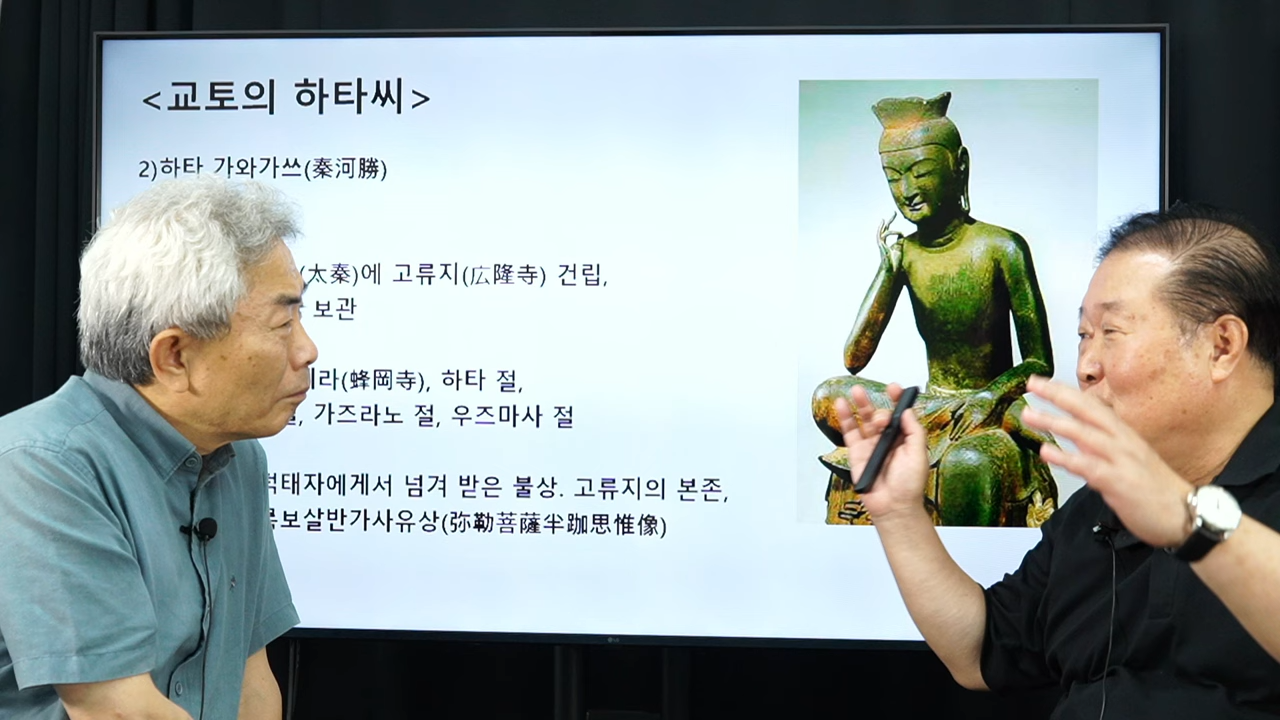 <교토의 하타씨>
2)하타 가와가쓰(秦河勝)
(太秦)에 고류지(広隆寺) 건립,
보관
라(蜂岡寺), 하타 절,
가즈라노 절, 우즈마사 절
태자에게서 넘겨 받은 불상. 고류지의 본존,
보살반가사유상(弥勒菩薩半跏思惟像)
LG